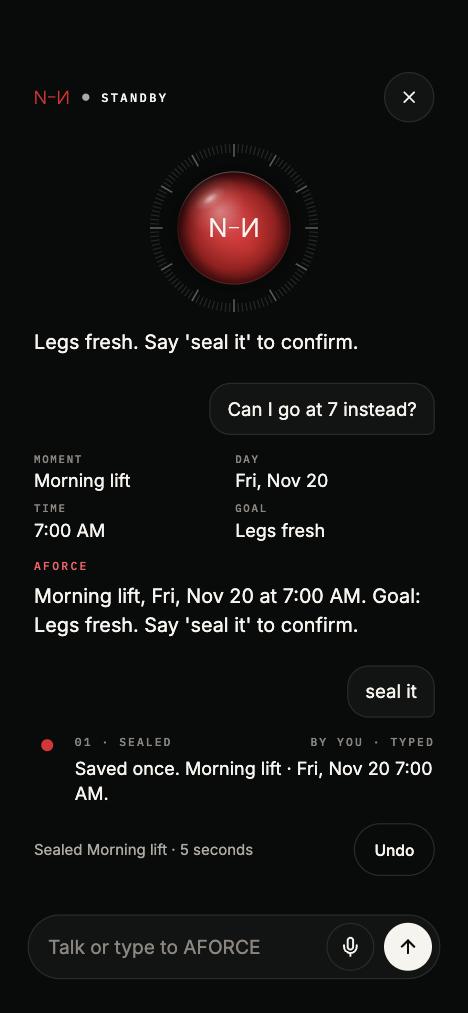 N–И • STANDBY
N–И
Legs fresh. Say 'seal it' to confirm.
Can I go at 7 instead?
MOMENT
Morning lift
DAY
Fri, Nov 20
TIME
7:00 AM
GOAL
Legs fresh
AFORCE
Morning lift, Fri, Nov 20 at 7:00 AM. Goal:
Legs fresh. Say 'seal it' to confirm.
seal it
01 · SEALED
BY YOU · TYPED
Saved once. Morning lift · Fri, Nov 20 7:00
AM.
Sealed Morning lift · 5 seconds
Undo
Talk or type to AFORCE